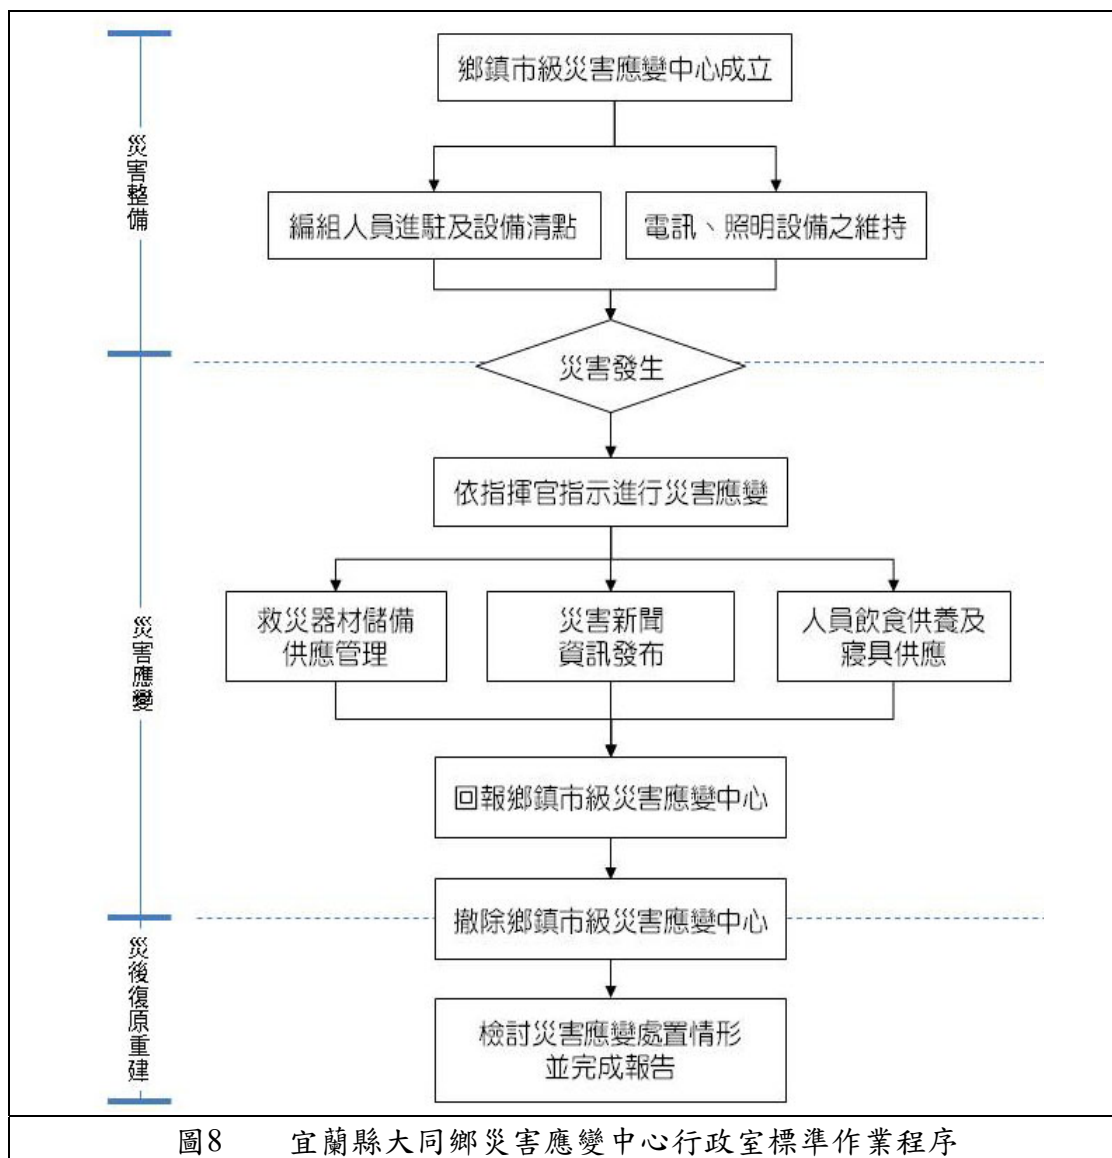 災害整備
鄉鎮市級災害應變中心成立
編組人員進駐及設備清點
電訊、照明設備之維持
災害發生
災害應變
依指揮官指示進行災害應變
救災器材儲備
供應管理
災害新聞
資訊發布
人員飲食供養及
寢具供應
回報鄉鎮市級災害應變中心
撤除鄉鎮市級災害應變中心
災後復原重建
檢討災害應變處置情形
並完成報告
圖8 宜蘭縣大同鄉災害應變中心行政室標準作業程序